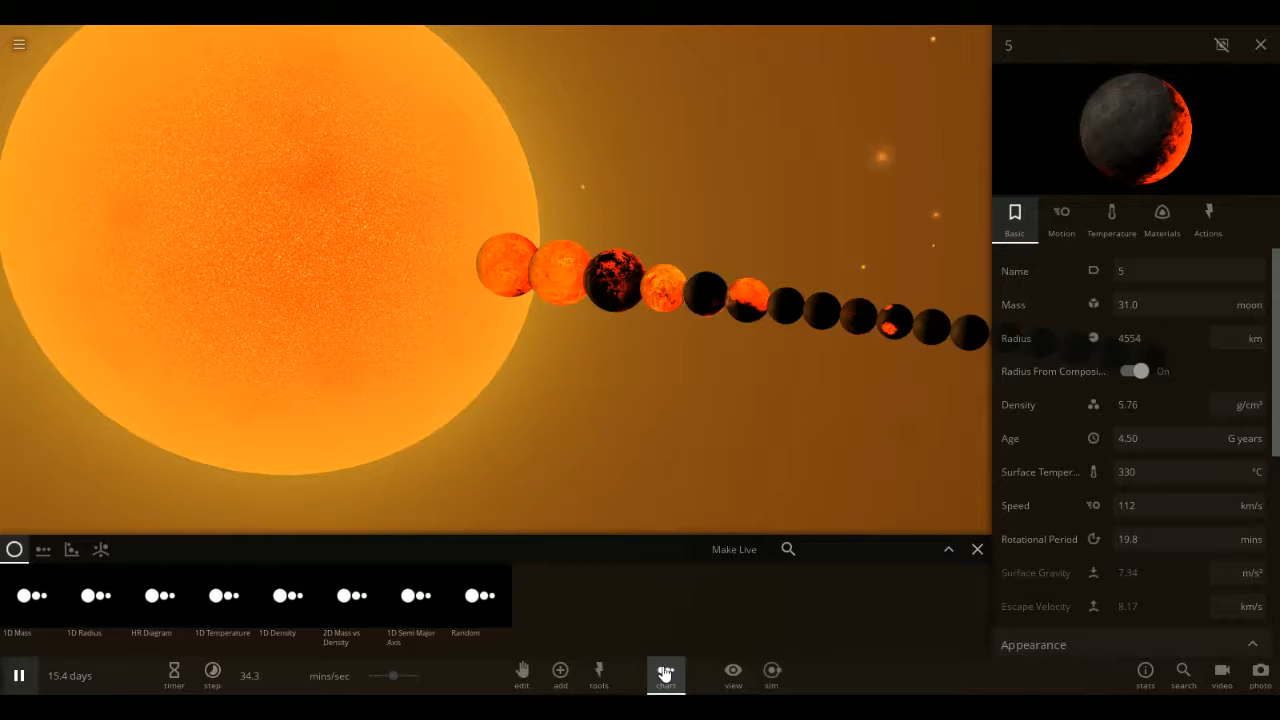 5
Basic Motion Temperature Materials Actions
Name 5
Mass 31.0 moon
Radius 4554 km
Radius From Composi... On
Density 5.76 g/cm³
Age 4.50 G years
Surface Temper... 330 °C
Speed 112 km/s
Rotational Period 19.8 mins
Surface Gravity 7.34 m/s²
Escape Velocity 8.17 km/s
Appearance
Make Live
1D Mass 1D Radius HR Diagram 1D Temperature 1D Density 2D Mass vs 1D Semi Major Random
Density Axis
15.4 days timer step 34.3 mins/sec edit add tools chart view sim stats search video photo